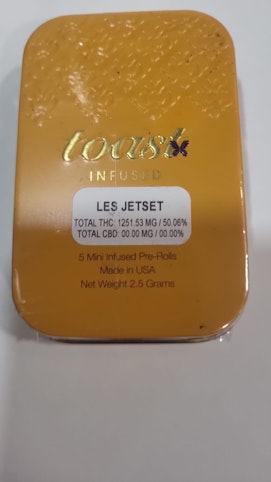 toast
INFUSED
LES JETSET
TOTAL THC: 1251.53 MG / 50.06%
TOTAL CBD: 00.00 MG / 00.00%
5 Mini Infused Pre-Rolls
Made in USA
Net Weight 2.5 Grams